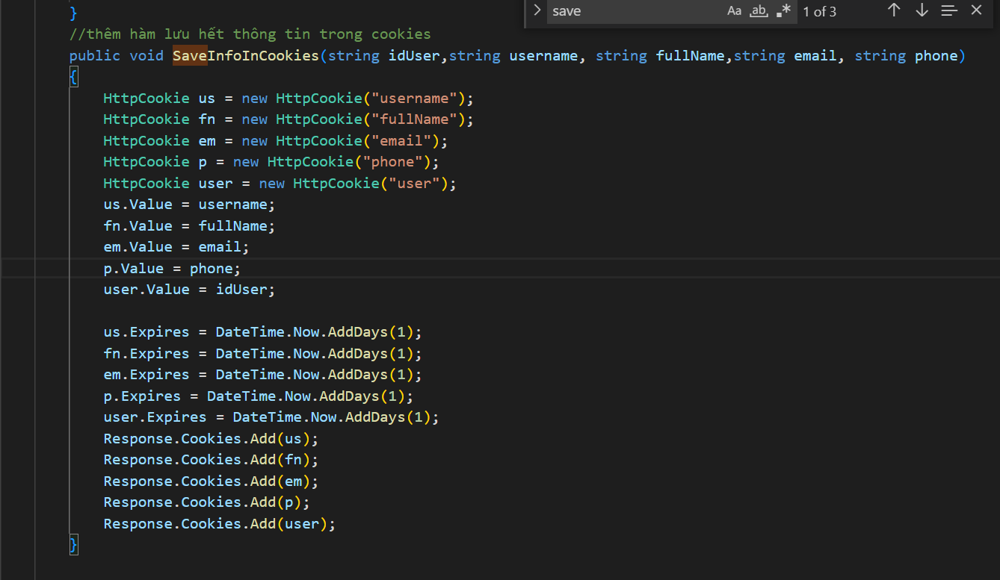 save Aa ab .* 1 of 3
}
//thêm hàm lưu hết thông tin trong cookies
public void SaveInfoInCookies(string idUser,string username, string fullName,string email, string phone)
{
HttpCookie us = new HttpCookie("username");
HttpCookie fn = new HttpCookie("fullName");
HttpCookie em = new HttpCookie("email");
HttpCookie p = new HttpCookie("phone");
HttpCookie user = new HttpCookie("user");
us.Value = username;
fn.Value = fullName;
em.Value = email;
p.Value = phone;
user.Value = idUser;
us.Expires = DateTime.Now.AddDays(1);
fn.Expires = DateTime.Now.AddDays(1);
em.Expires = DateTime.Now.AddDays(1);
p.Expires = DateTime.Now.AddDays(1);
user.Expires = DateTime.Now.AddDays(1);
Response.Cookies.Add(us);
Response.Cookies.Add(fn);
Response.Cookies.Add(em);
Response.Cookies.Add(p);
Response.Cookies.Add(user);
}